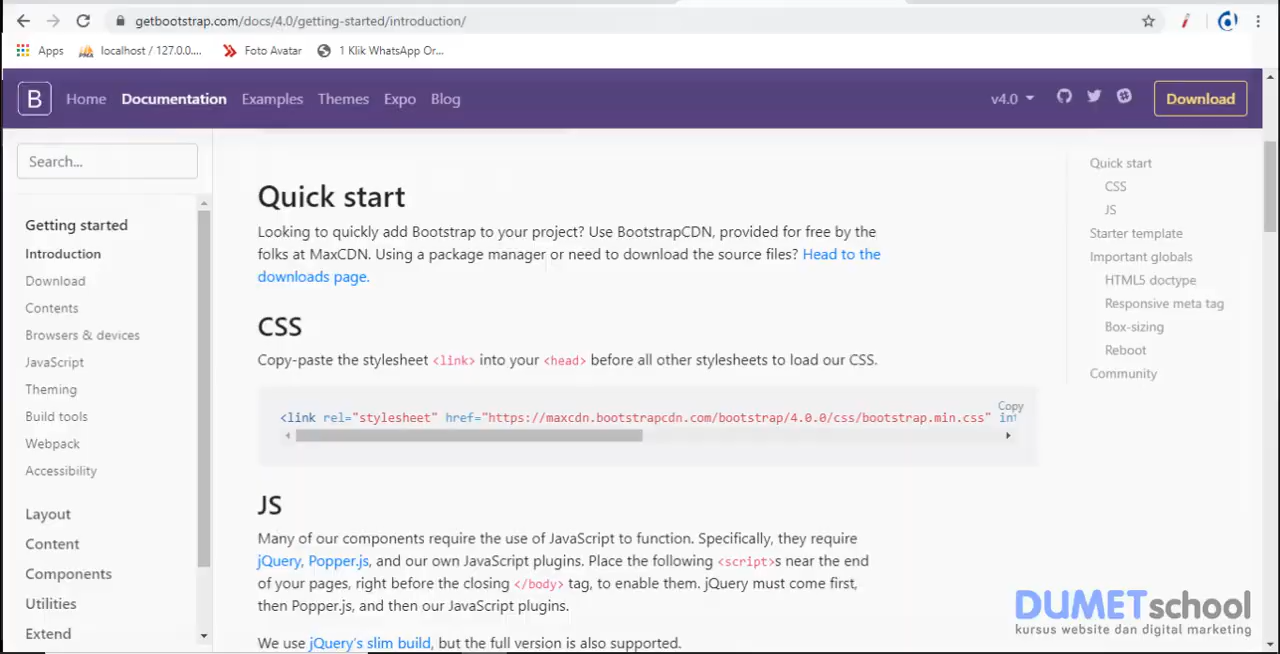 getbootstrap.com/docs/4.0/getting-started/introduction/
Apps localhost / 127.0.0.... Foto Avatar 1 Klik WhatsApp Or...
B Home Documentation Examples Themes Expo Blog v4.0 Download
Search...
Getting started
Introduction
Download
Contents
Browsers & devices
JavaScript
Theming
Build tools
Webpack
Accessibility
Layout
Content
Components
Utilities
Extend
Quick start
Looking to quickly add Bootstrap to your project? Use BootstrapCDN, provided for free by the
folks at MaxCDN. Using a package manager or need to download the source files? Head to the
downloads page.
CSS
Copy-paste the stylesheet <link> into your <head> before all other stylesheets to load our CSS.
Copy
<link rel="stylesheet" href="https://maxcdn.bootstrapcdn.com/bootstrap/4.0.0/css/bootstrap.min.css" int
JS
Many of our components require the use of JavaScript to function. Specifically, they require
jQuery, Popper.js, and our own JavaScript plugins. Place the following <script>s near the end
of your pages, right before the closing </body> tag, to enable them. jQuery must come first,
then Popper.js, and then our JavaScript plugins.
We use jQuery's slim build, but the full version is also supported.
Quick start
CSS
JS
Starter template
Important globals
HTML5 doctype
Responsive meta tag
Box-sizing
Reboot
Community
DUMETschool
kursus website dan digital marketing